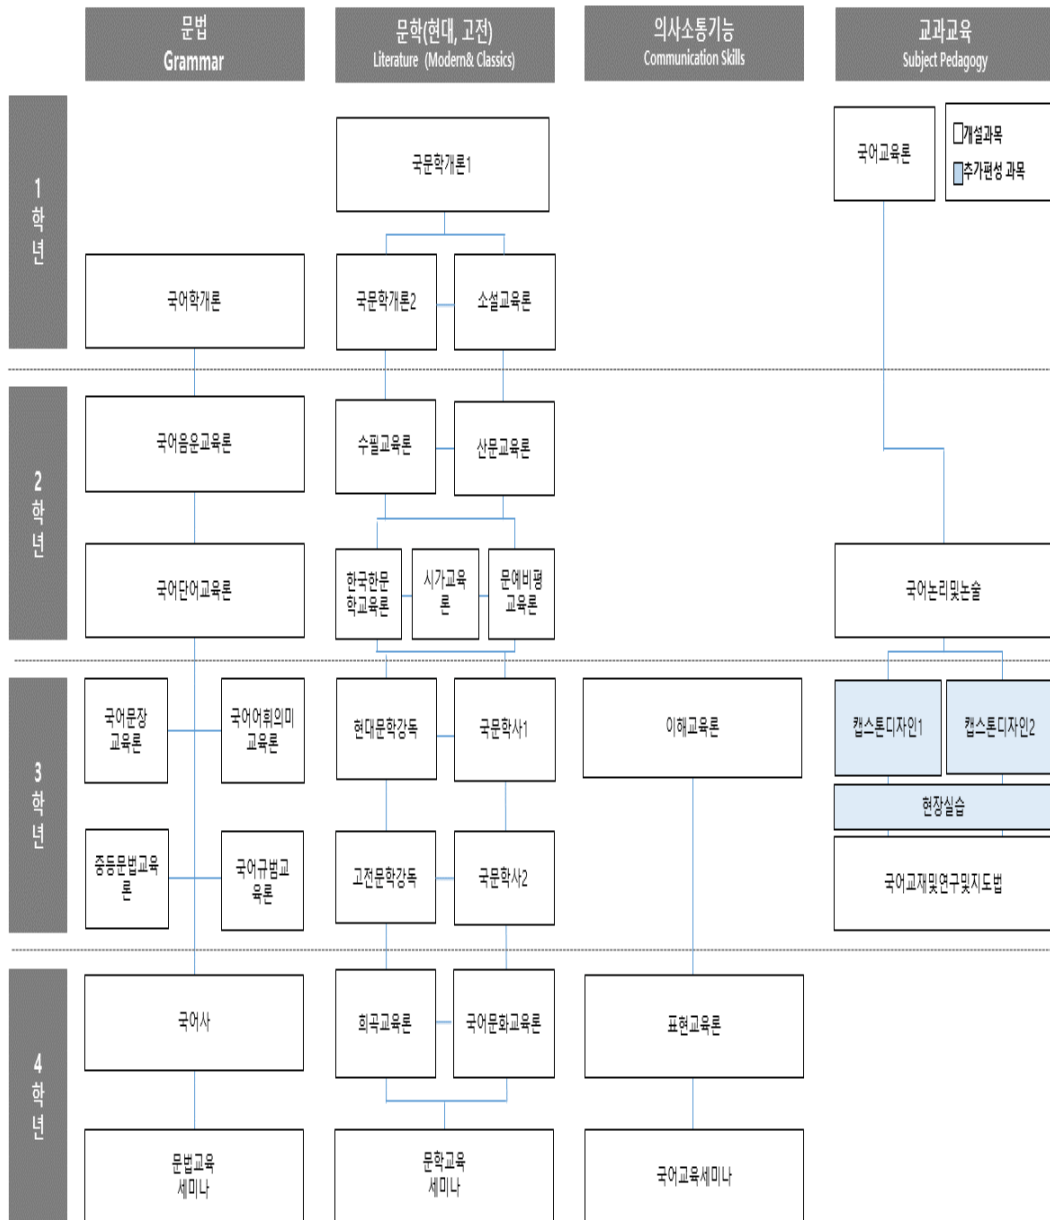 문법
Grammar
문학(현대, 고전)
Literature (Modern& Classics)
의사소통기능
Communication Skills
교과교육
Subject Pedagogy
1
학
년
국문학개론1
국어교육론
개설과목
추가편성 과목
국어학개론
국문학개론2
소설교육론
2
학
년
국어음운교육론
수필교육론
산문교육론
국어단어교육론
한국한문
학교육론
시가교육
론
문예비평
교육론
국어논리및논술
3
학
년
국어문장
교육론
국어어휘의미
교육론
현대문학강독
국문학사1
이해교육론
캡스톤디자인1
캡스톤디자인2
현장실습
중등문법교육
론
국어규범교
육론
고전문학강독
국문학사2
국어교재및연구및지도법
4
학
년
국어사
희곡교육론
국어문화교육론
표현교육론
문법교육
세미나
문학교육
세미나
국어교육세미나